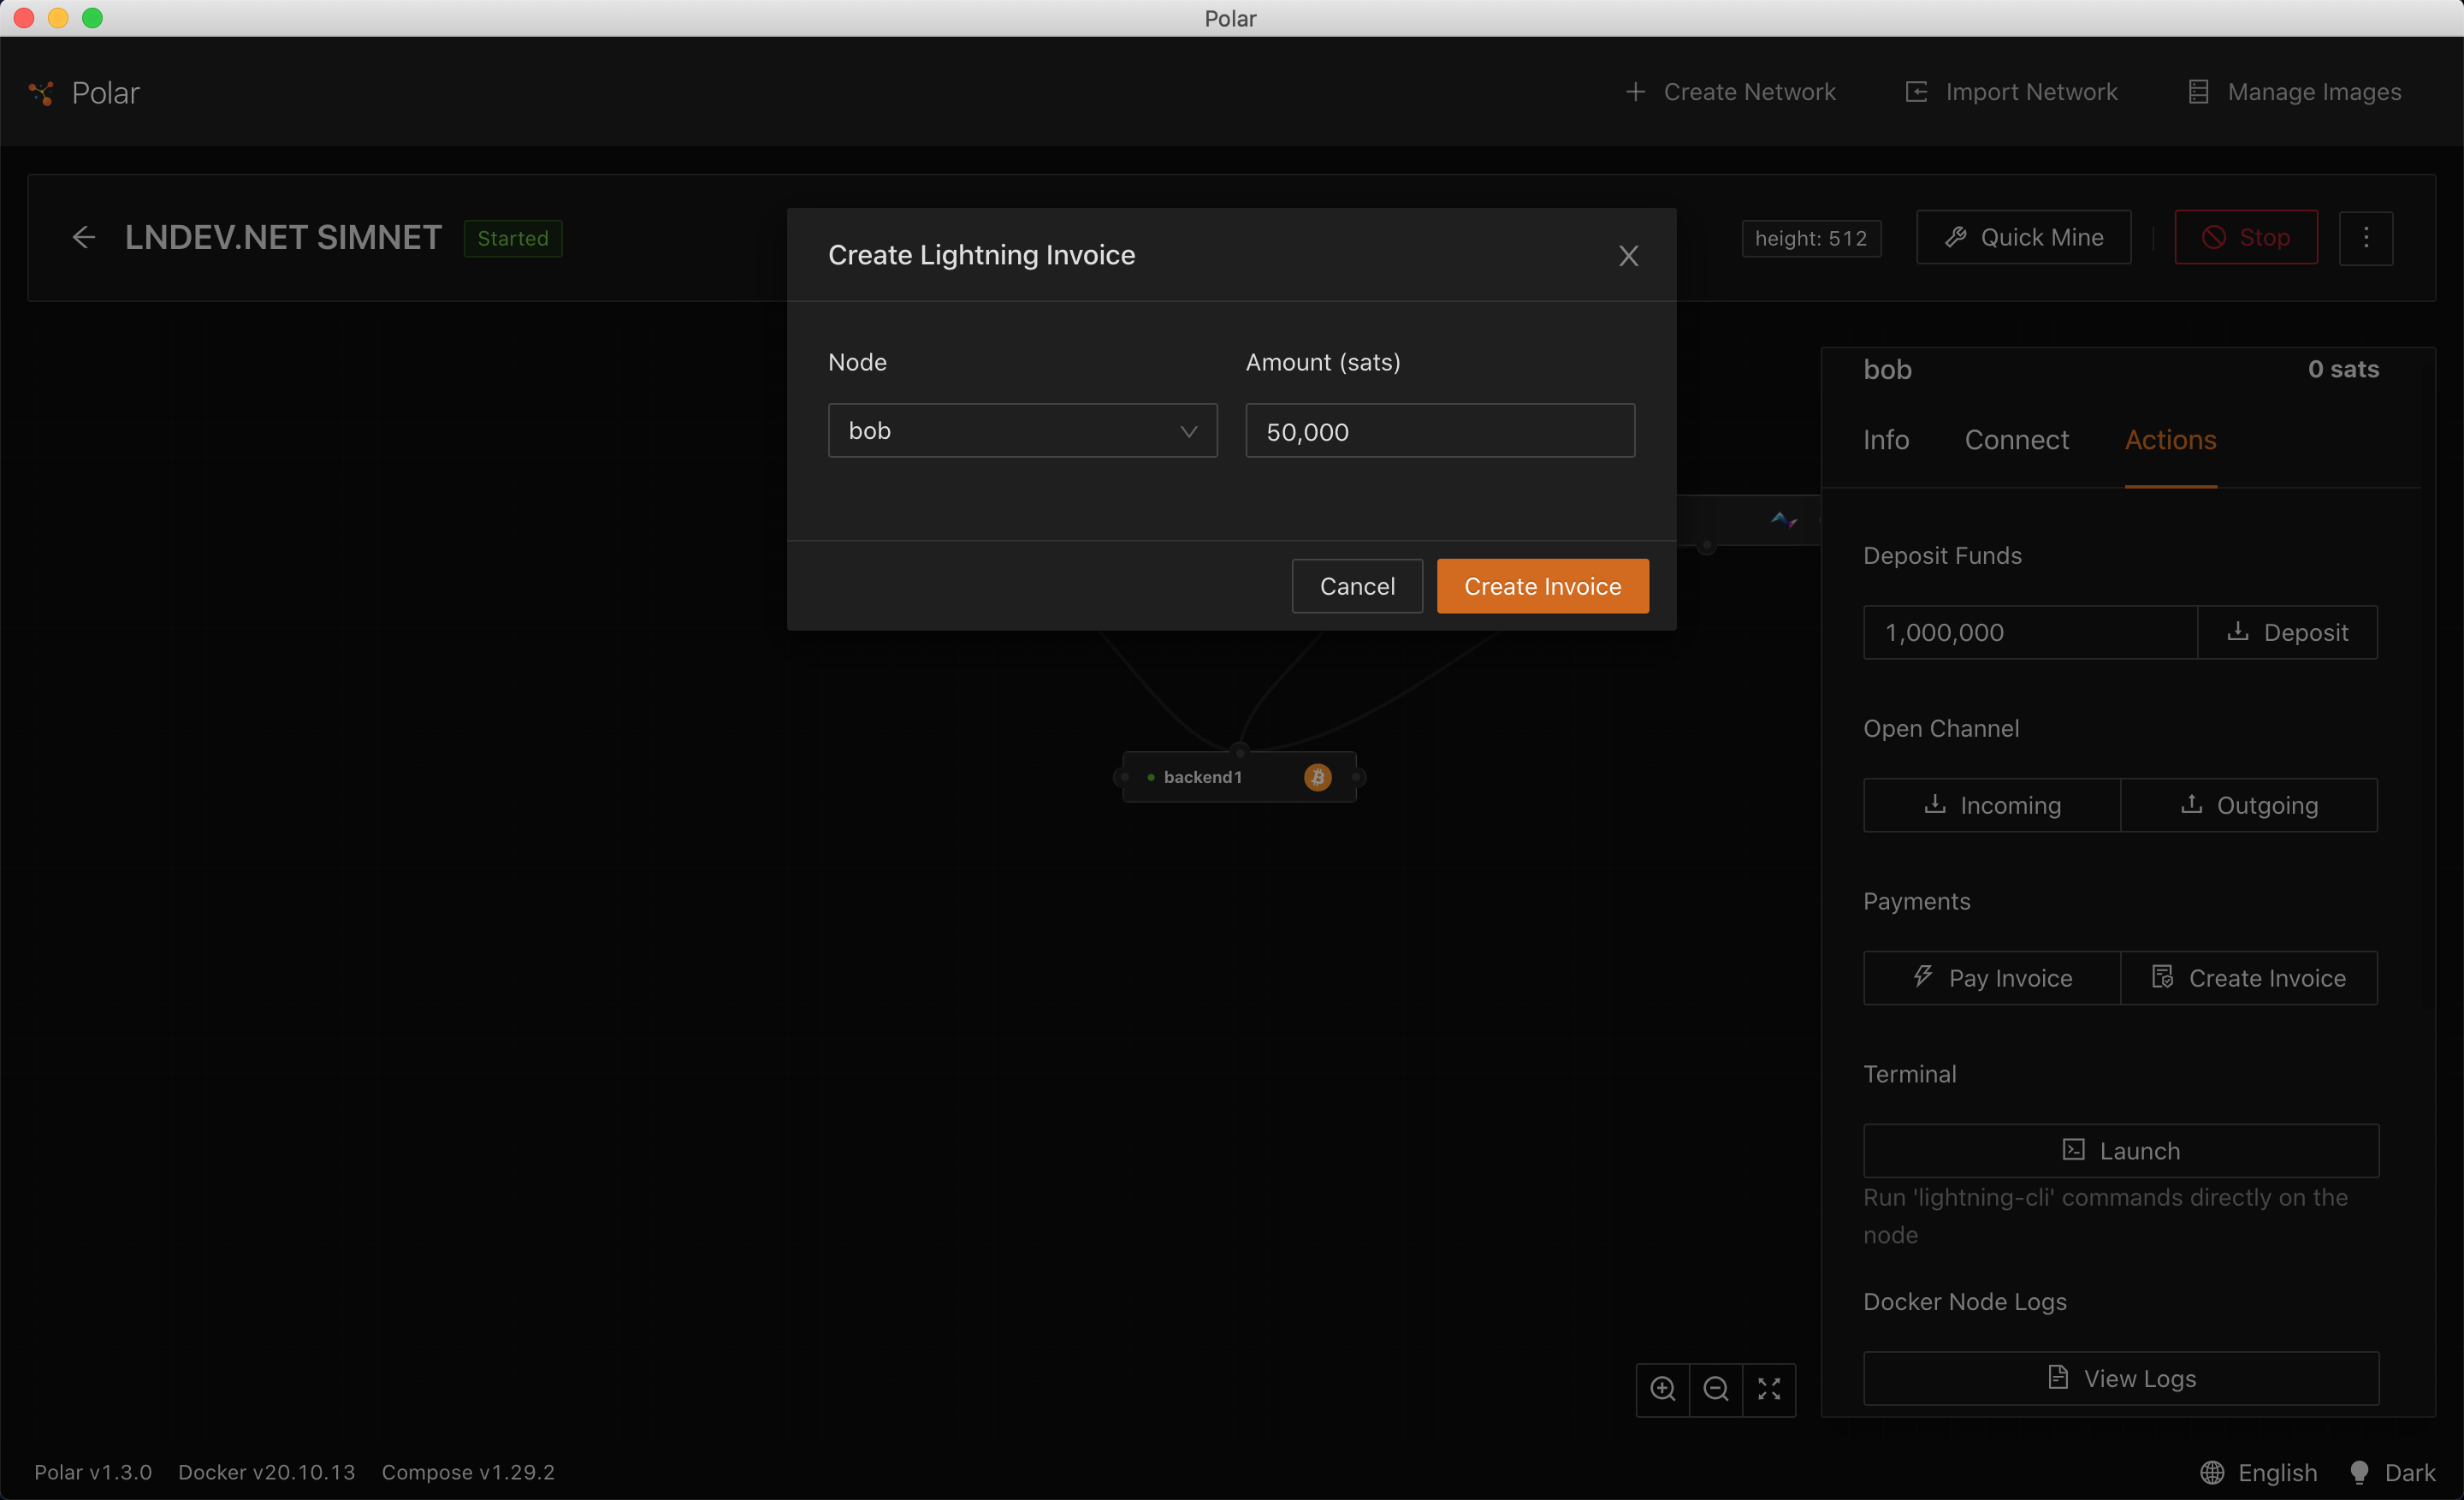 Polar
Polar
Create Network
Import Network
Manage Images
LNDEV.NET SIMNET
Started
height: 512
Quick Mine
Stop
Create Lightning Invoice
Node
Amount (sats)
bob
50,000
Cancel
Create Invoice
bob
0 sats
Info
Connect
Actions
Deposit Funds
1,000,000
Deposit
Open Channel
Incoming
Outgoing
Payments
Pay Invoice
Create Invoice
Terminal
Launch
Run 'lightning-cli' commands directly on the
node
Docker Node Logs
View Logs
backend1
Polar v1.3.0
Docker v20.10.13
Compose v1.29.2
English
Dark